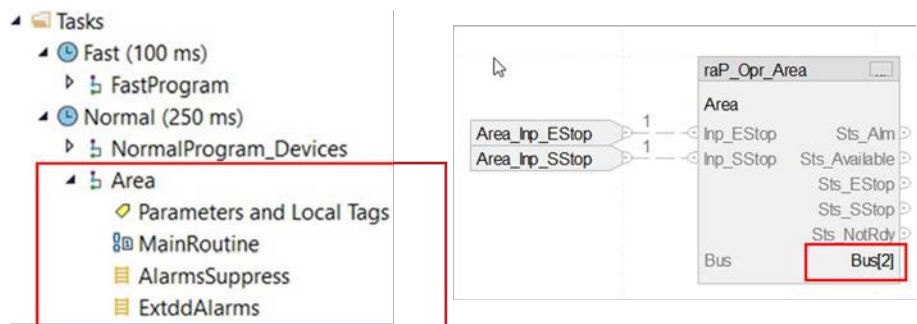 Tasks
Fast (100 ms)
FastProgram
Normal (250 ms)
NormalProgram_Devices
Area
Parameters and Local Tags
MainRoutine
AlarmsSuppress
ExtddAlarms
raP_Opr_Area ...
Area
Area_Inp_EStop 1 Inp_EStop Sts_Alm
Area_Inp_SStop 1 Inp_SStop Sts_Available
Sts_EStop
Sts_SStop
Sts_NotRdy
Bus Bus[2]